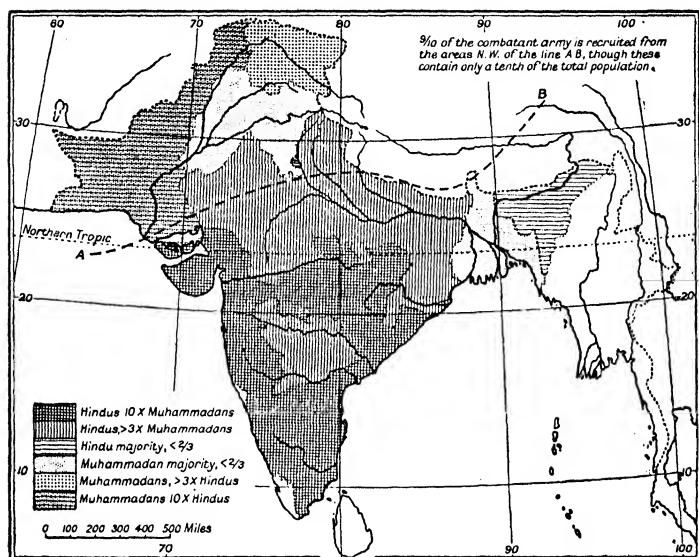 60
70
80
90
100
9/10 of the combatant army is recruited from
the areas N.W. of the line A B, though these
contain only a tenth of the total population.
B
30
30
Northern Tropic
A
20
20
Hindus 10 X Muhammadans
Hindus, >3X Muhammadans
Hindu majority, <2/3
Muhammadan majority, <2/3
Muhammadans, >3X Hindus
Muhammadans 10X Hindus
10
10
0 100 200 300 400 500 Miles
70
80
90
100